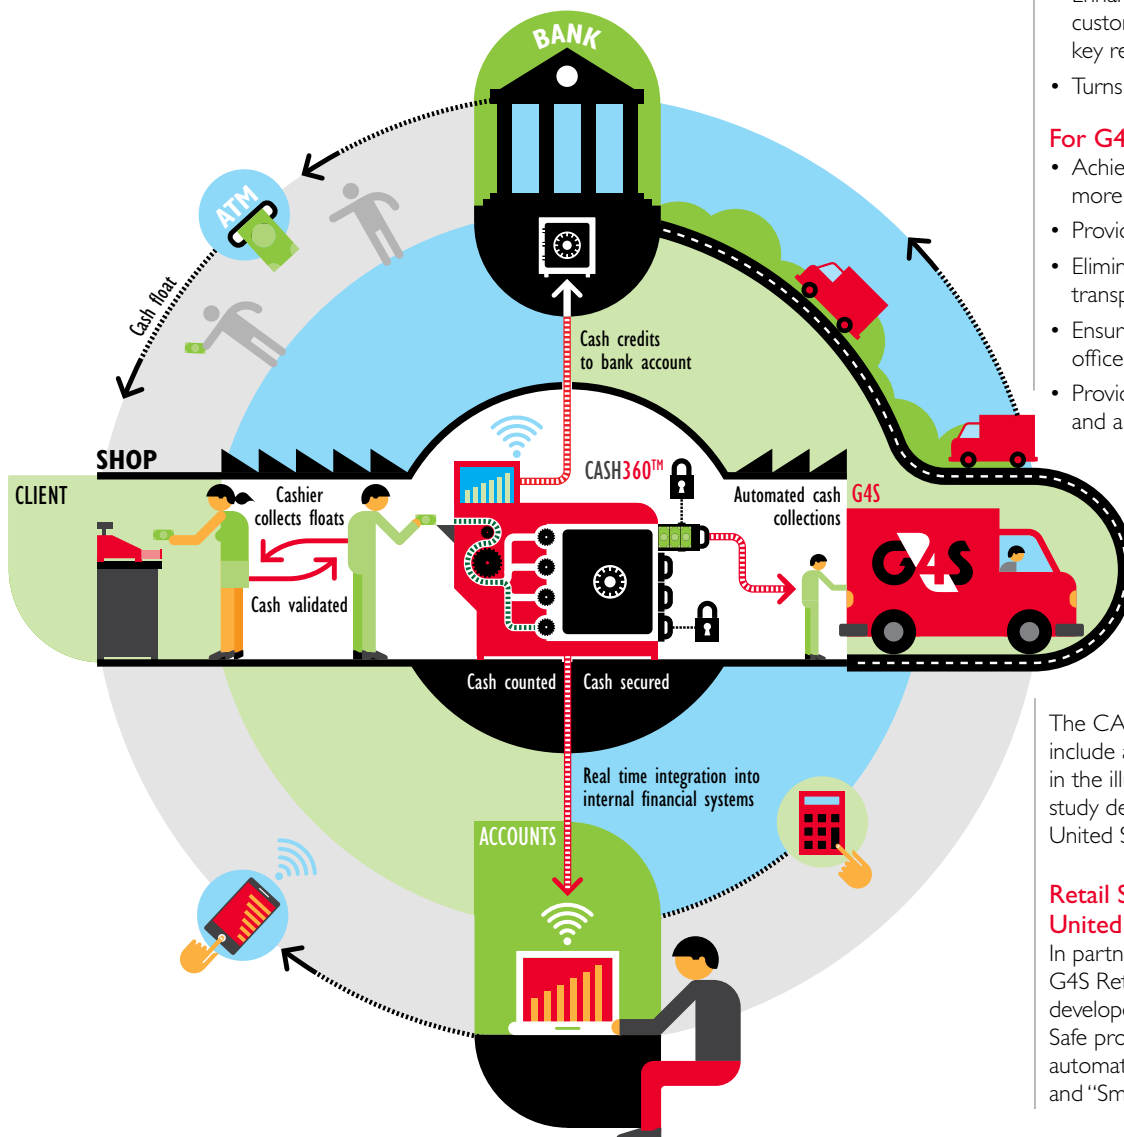 BANK
ATM
Cash float
Cash credits
to bank account
SHOP
CLIENT
Cashier
collects floats
Cash validated
CASH360™
Automated cash
collections
G4S
G4S
Cash counted
Cash secured
Real time integration into
internal financial systems
ACCOUNTS
custom
key re
• Turns
For G4
• Achie
more
• Provid
• Elimin
transp
• Ensur
office
• Provid
and a
The CA
include a
in the ill
study de
United S
Retail S
United
In partn
G4S Ret
develope
Safe pro
automat
and “Sm